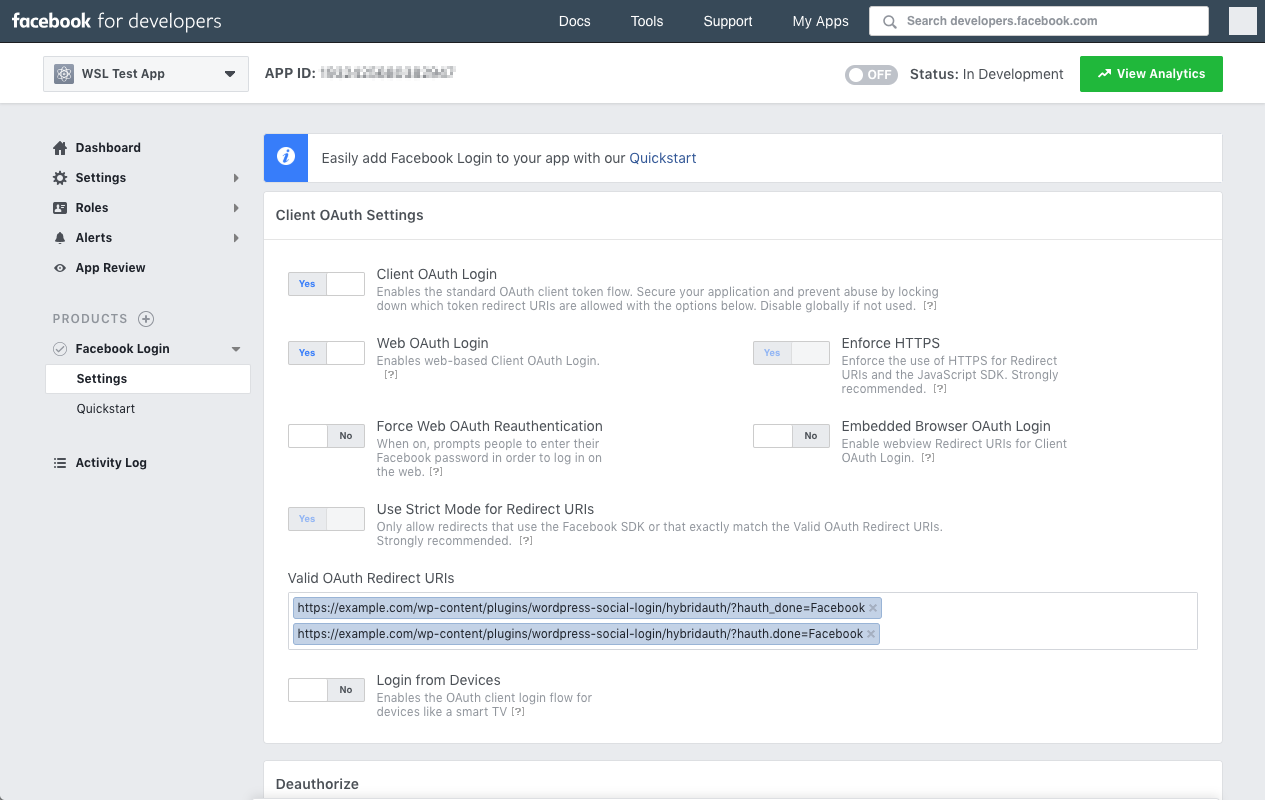 facebook for developers
Docs
Tools
Support
My Apps
Search developers.facebook.com
WSL Test App
APP ID:
OFF
Status: In Development
View Analytics
Dashboard
Settings
Roles
Alerts
App Review
PRODUCTS
Facebook Login
Settings
Quickstart
Activity Log
Easily add Facebook Login to your app with our Quickstart
Client OAuth Settings
Yes
Client OAuth Login
Enables the standard OAuth client token flow. Secure your application and prevent abuse by locking
down which token redirect URIs are allowed with the options below. Disable globally if not used. [?]
Yes
Web OAuth Login
Enables web-based Client OAuth Login.
[?]
Yes
Enforce HTTPS
Enforce the use of HTTPS for Redirect
URIs and the JavaScript SDK. Strongly
recommended. [?]
No
Force Web OAuth Reauthentication
When on, prompts people to enter their
Facebook password in order to log in on
the web. [?]
No
Embedded Browser OAuth Login
Enable webview Redirect URIs for Client
OAuth Login. [?]
Yes
Use Strict Mode for Redirect URIs
Only allow redirects that use the Facebook SDK or that exactly match the Valid OAuth Redirect URIs.
Strongly recommended. [?]
Valid OAuth Redirect URIs
https://example.com/wp-content/plugins/wordpress-social-login/hybridauth/?hauth_done=Facebook ×
https://example.com/wp-content/plugins/wordpress-social-login/hybridauth/?hauth.done=Facebook ×
No
Login from Devices
Enables the OAuth client login flow for
devices like a smart TV [?]
Deauthorize